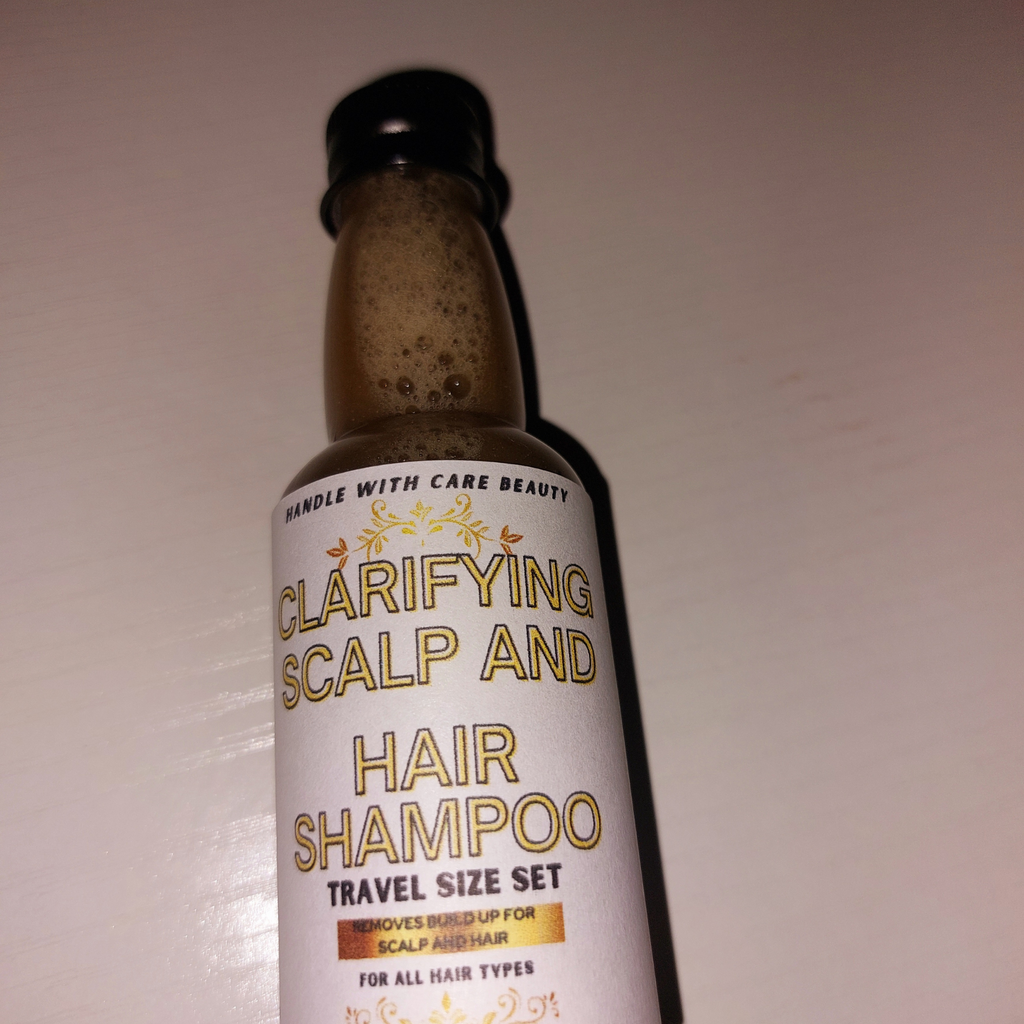 HANDLE WITH CARE BEAUTY
CLARIFYING
SCALP AND
HAIR
SHAMPOO
TRAVEL SIZE SET
REMOVES BUILD UP FOR
SCALP AND HAIR
FOR ALL HAIR TYPES